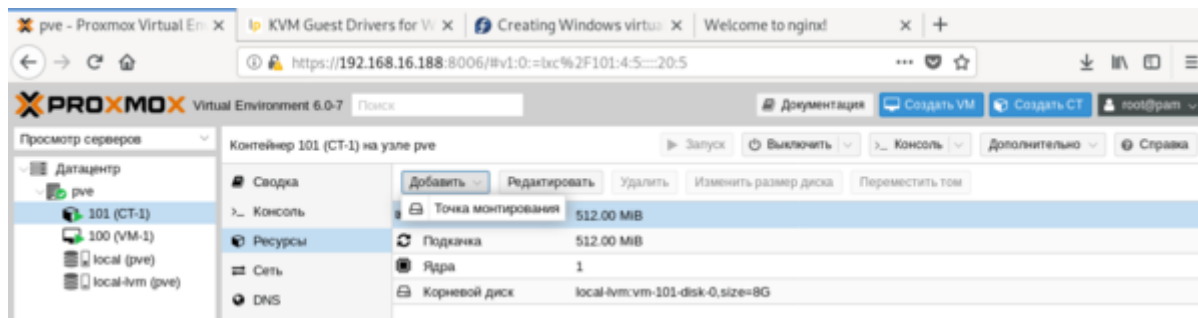 pve - Proxmox Virtual En
KVM Guest Drivers for W
Creating Windows virtua
Welcome to nginx!
https://192.168.16.188:8006/#v1:0:=lxc%2F101:4:5::::20:5
PROXMOX Virtual Environment 6.0-7
Поиск
Документация
Создать VM
Создать CT
root@pam
Просмотр серверов
Контейнер 101 (CT-1) на узле pve
Запуск
Выключить
Консоль
Дополнительно
Справка
Датацентр
pve
101 (CT-1)
100 (VM-1)
local (pve)
local-lvm (pve)
Сводка
Консоль
Ресурсы
Сеть
DNS
Добавить
Редактировать
Удалить
Изменить размер диска
Переместить том
Точка монтирования
512.00 MiB
Подкачка
512.00 MiB
Ядра
1
Корневой диск
local-lvm:vm-101-disk-0,size=8G